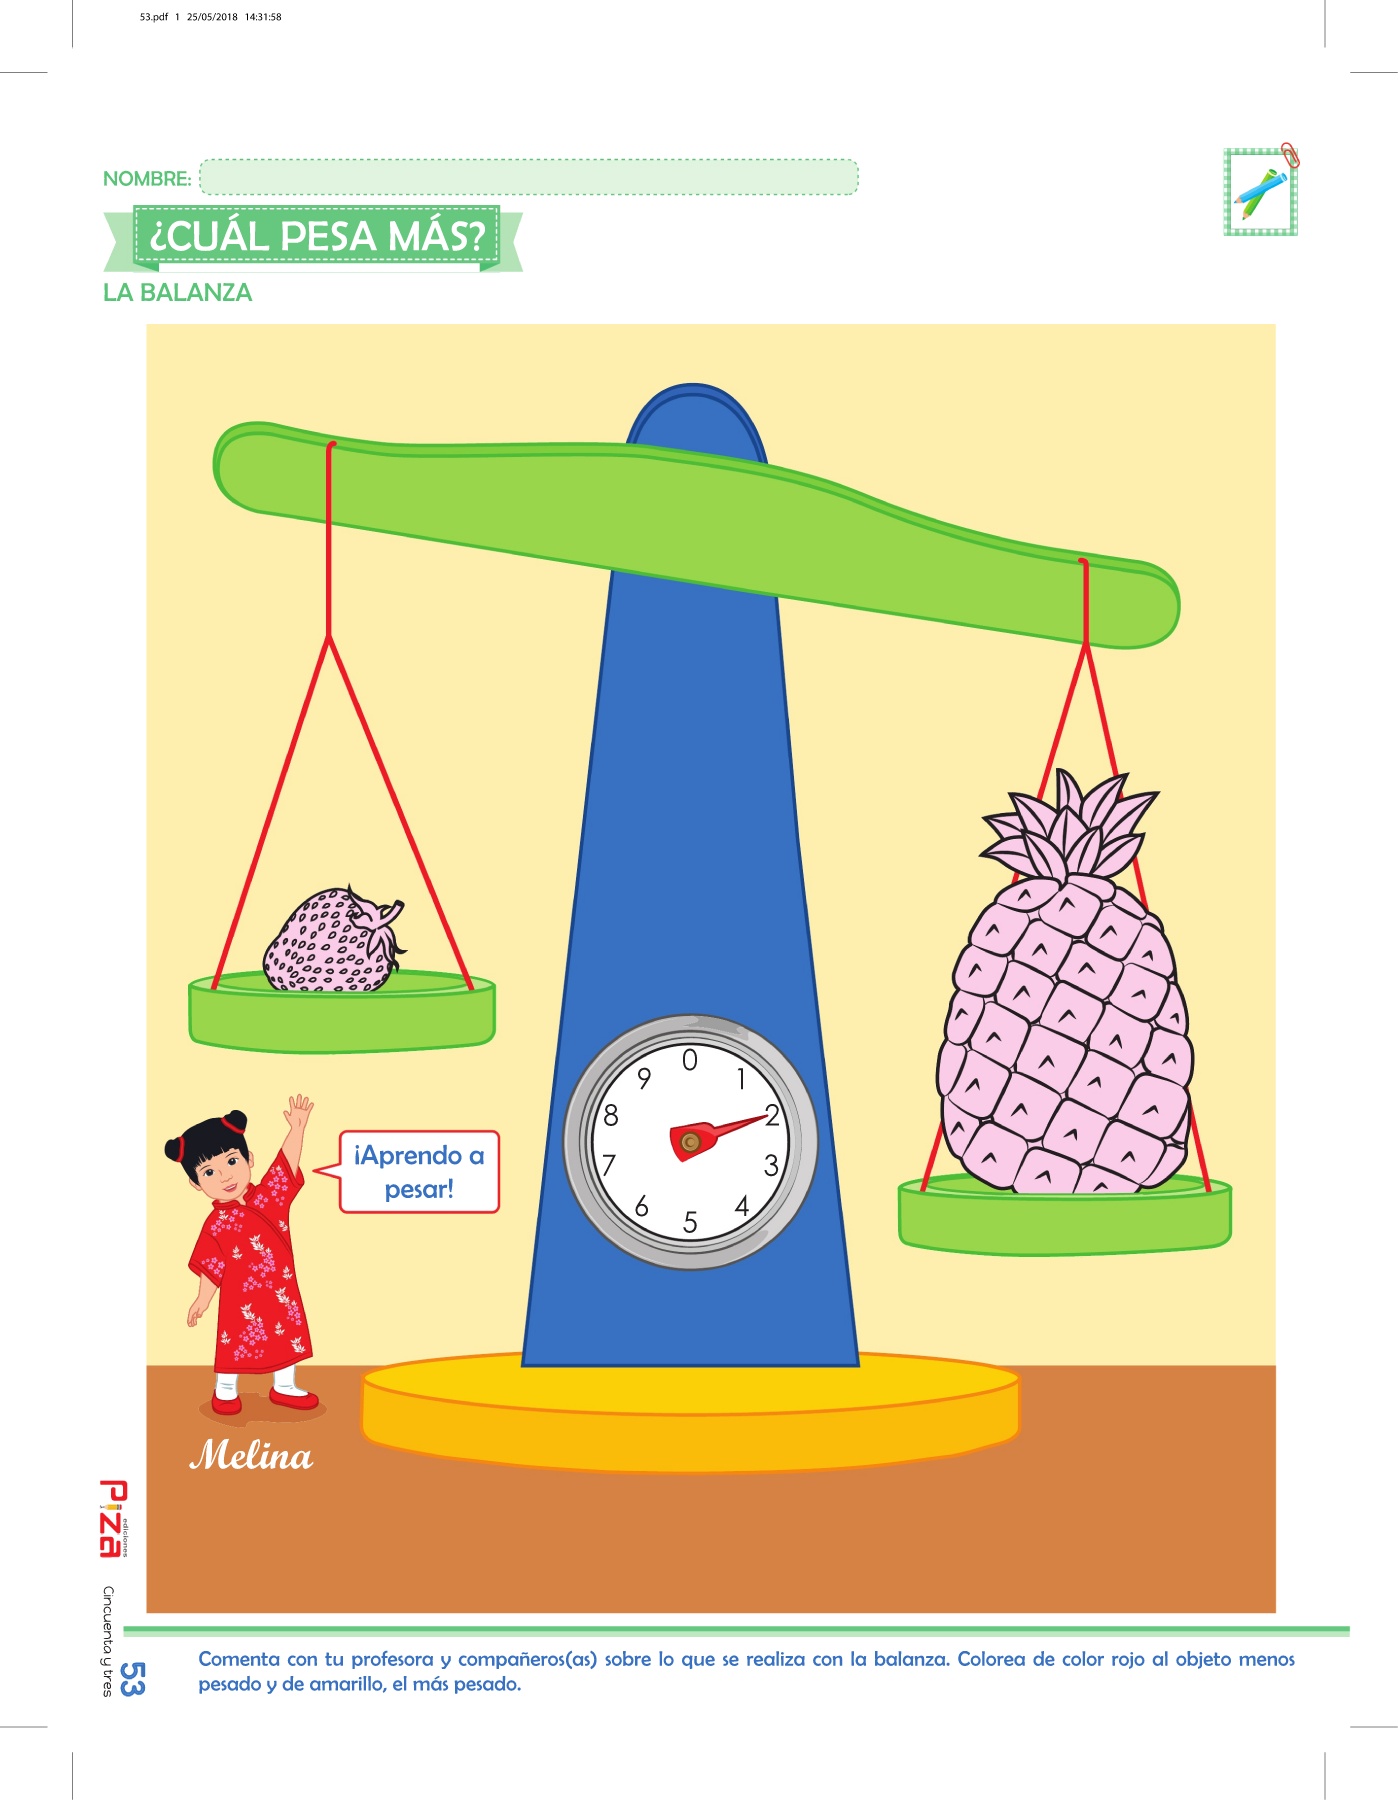 53.pdf 1 25/05/2018 14:31:58
NOMBRE:
¿CUÁL PESA MÁS?
LA BALANZA
0
1
2
3
4
5
6
7
8
9
¡Aprendo a
pesar!
Melina
Piza
ediciones
Cincuenta y tres
53
Comenta con tu profesora y compañeros(as) sobre lo que se realiza con la balanza. Colorea de color rojo al objeto menos
pesado y de amarillo, el más pesado.